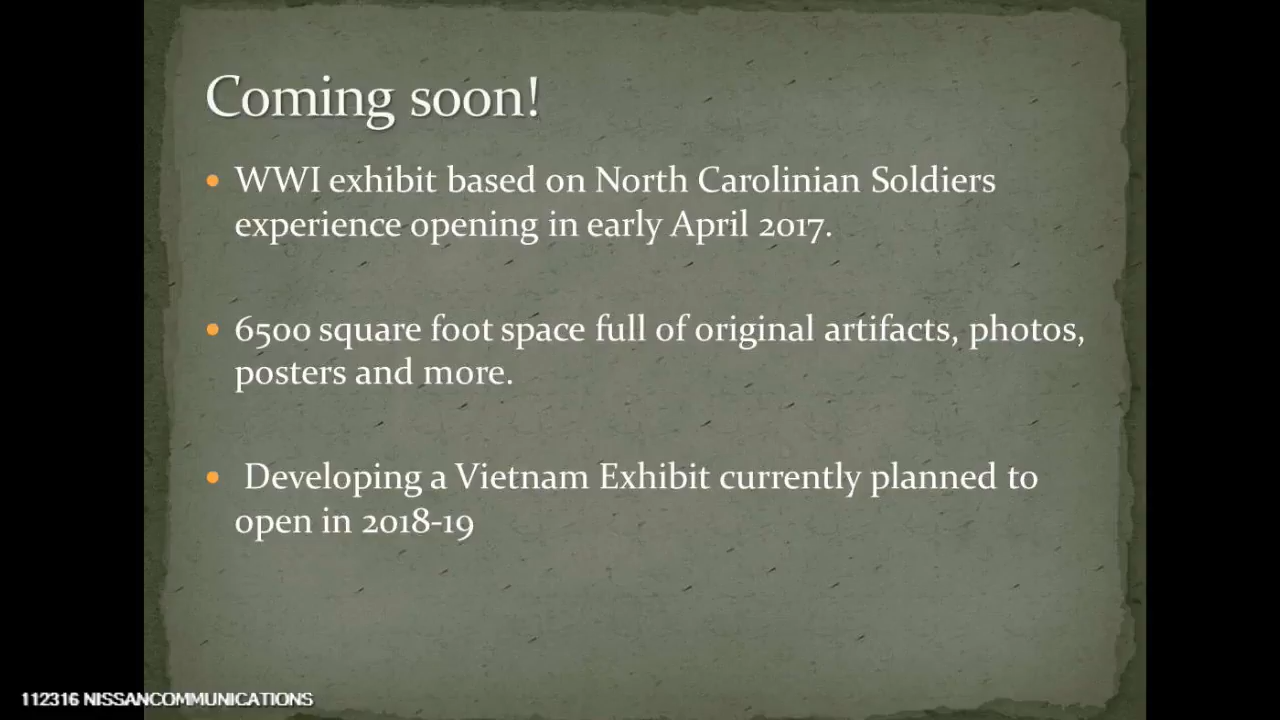 Coming soon!
WWI exhibit based on North Carolinian Soldiers
experience opening in early April 2017.
6500 square foot space full of original artifacts, photos,
posters and more.
Developing a Vietnam Exhibit currently planned to
open in 2018-19
112316 NISSANCOMMUNICATIONS